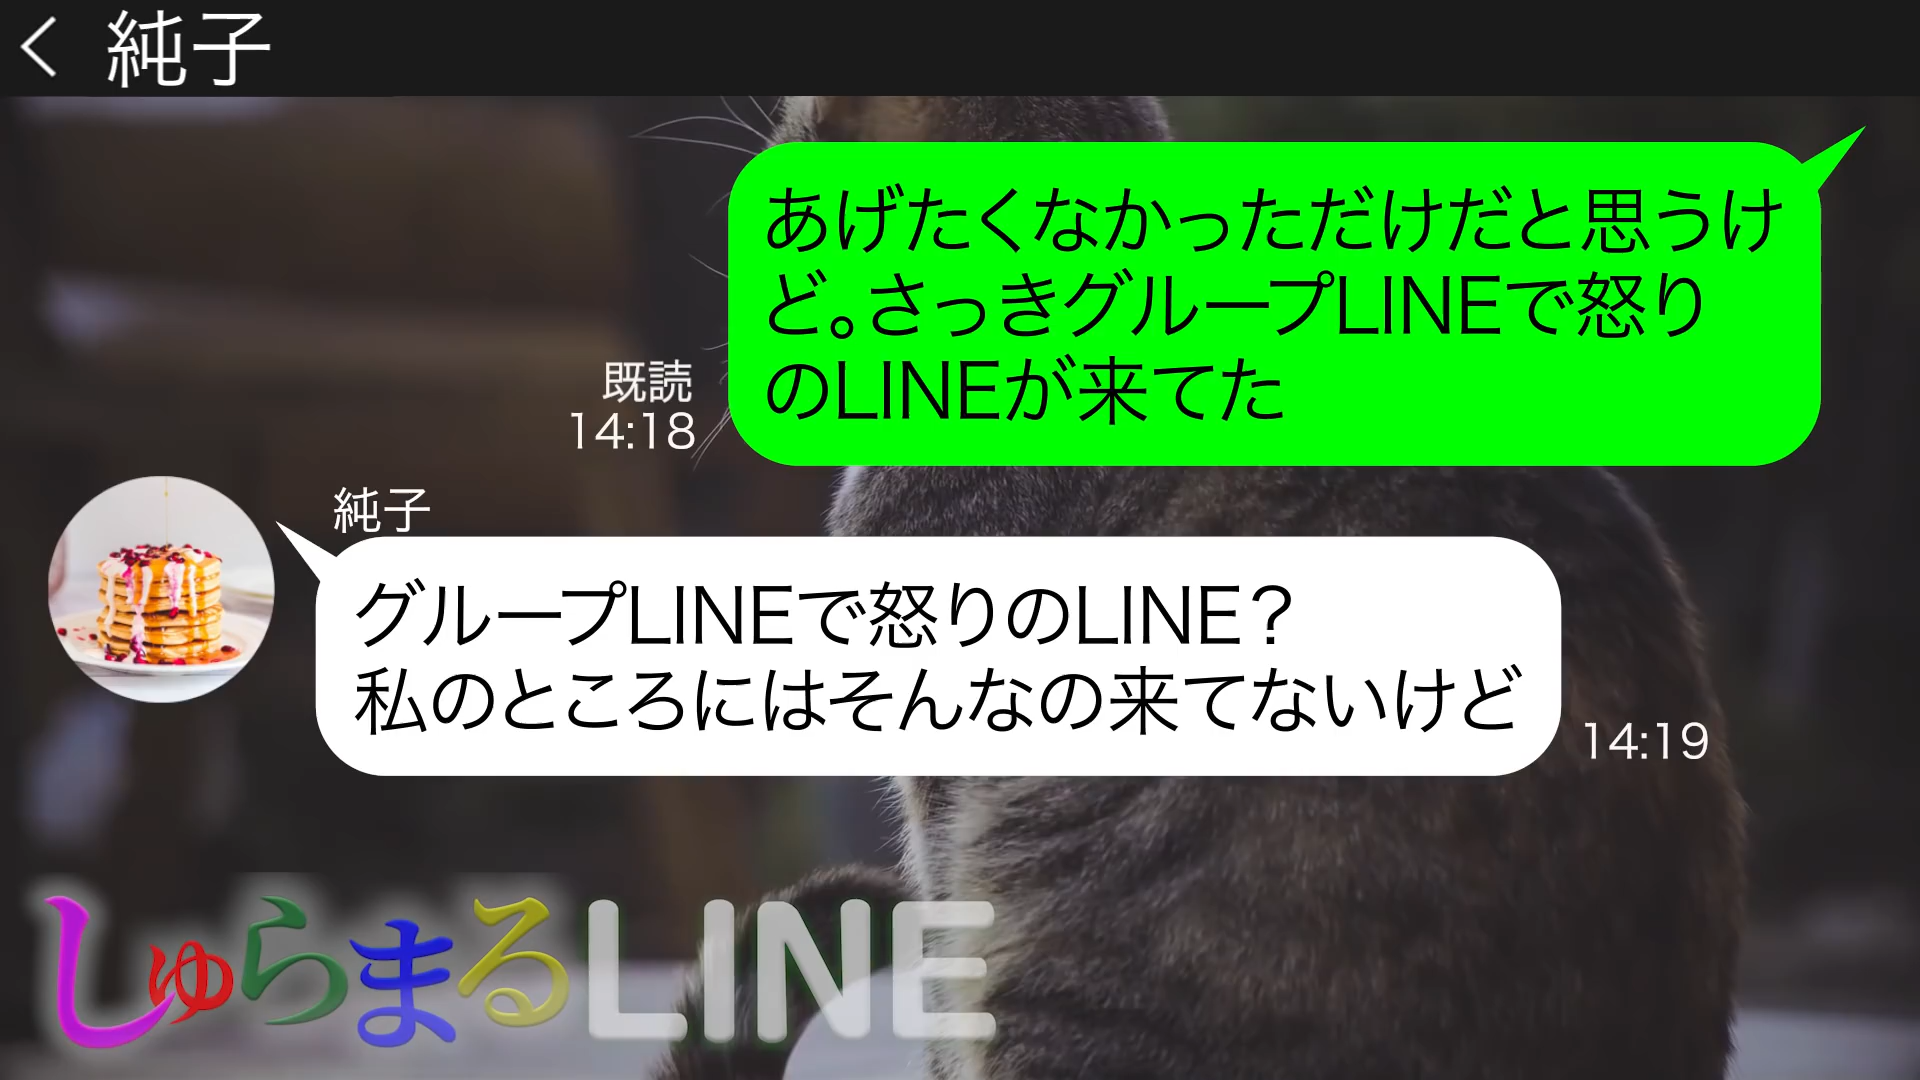 純子
あげたくなかっただけだと思うけ
ど。さっきグループLINEで怒り
のLINEが来てた
既読
14:18
純子
グループLINEで怒りのLINE?
私のところにはそんなの来てないけど
14:19
しゅらまるLINE